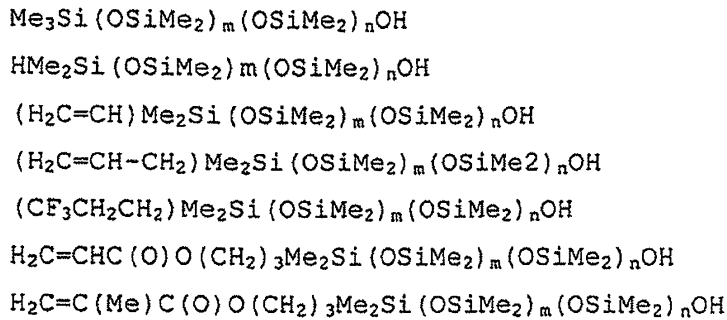 Me₃Si(OSiMe₂)ₘ(OSiMe₂)ₙOH
HMe₂Si(OSiMe₂)m(OSiMe₂)ₙOH
(H₂C=CH)Me₂Si(OSiMe₂)ₘ(OSiMe₂)ₙOH
(H₂C=CH-CH₂)Me₂Si(OSiMe₂)ₘ(OSiMe2)ₙOH
(CF₃CH₂CH₂)Me₂Si(OSiMe₂)ₘ(OSiMe₂)ₙOH
H₂C=CHC(O)O(CH₂)₃Me₂Si(OSiMe₂)ₘ(OSiMe₂)ₙOH
H₂C=C(Me)C(O)O(CH₂)₃Me₂Si(OSiMe₂)ₘ(OSiMe₂)ₙOH